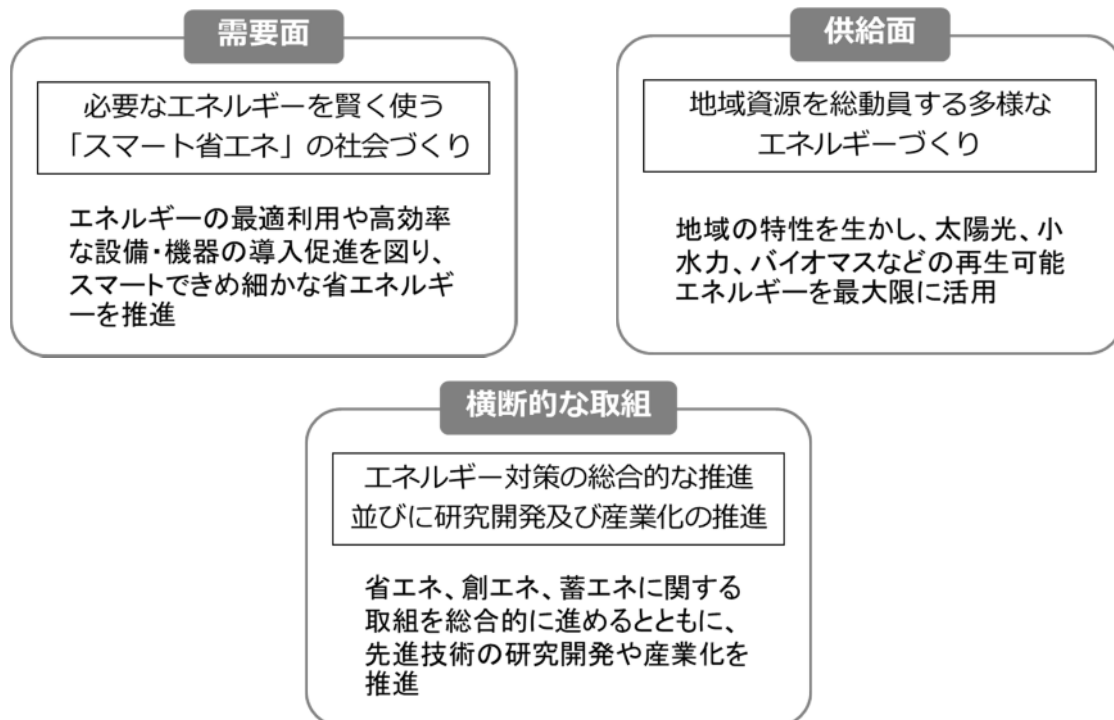 需要面
必要なエネルギーを賢く使う
「スマート省エネ」の社会づくり
エネルギーの最適利用や高効率
な設備・機器の導入促進を図り、
スマートできめ細かな省エネルギ
ーを推進
供給面
地域資源を総動員する多様な
エネルギーづくり
地域の特性を生かし、太陽光、小
水力、バイオマスなどの再生可能
エネルギーを最大限に活用
横断的な取組
エネルギー対策の総合的な推進
並びに研究開発及び産業化の推進
省エネ、創エネ、蓄エネに関する
取組を総合的に進めるとともに、
先進技術の研究開発や産業化を
推進